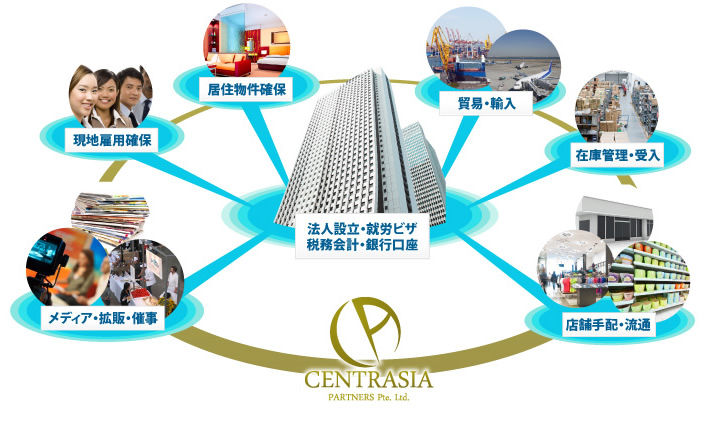 居住物件確保
貿易・輸入
現地雇用確保
在庫管理・受入
法人設立・就労ビザ
税務会計・銀行口座
メディア・拡販・催事
店舗手配・流通
CENTRASIA
PARTNERS Pte. Ltd.